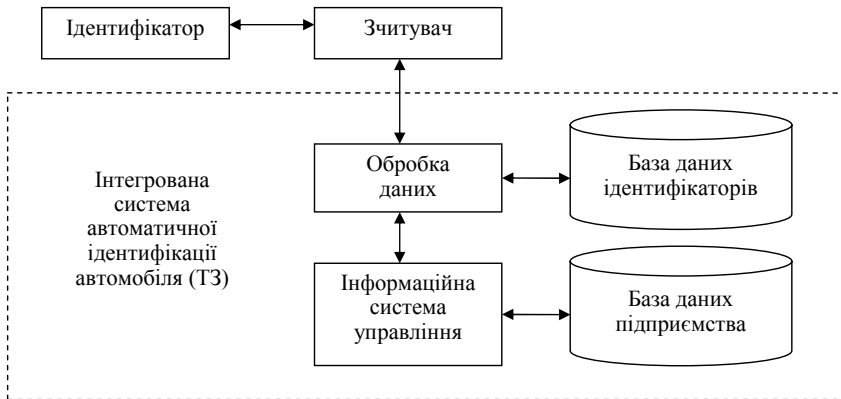 Ідентифікатор
Зчитувач
Обробка
даних
База даних
ідентифікаторів
Інтегрована
система
автоматичної
ідентифікації
автомобіля (ТЗ)
Інформаційна
система
управління
База даних
підприємства